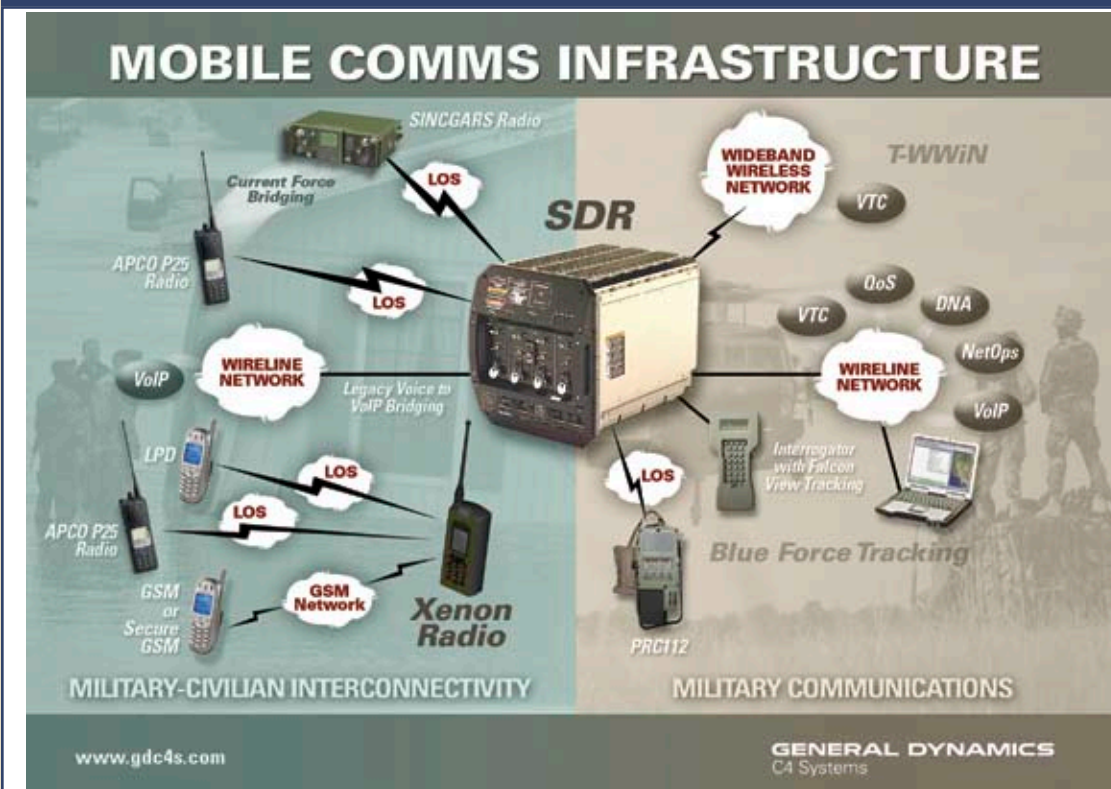 MOBILE COMMS INFRASTRUCTURE
SINCGARS Radio
Current Force
Bridging
LOS
APCO P25
Radio
LOS
SDR
WIDEBAND
WIRELESS
NETWORK
T-WWiN
VTC
QoS
VTC
DNA
NetOps
VoIP
WIRELINE
NETWORK
VoIP
WIRELINE
NETWORK
Legacy Voice to
VoIP Bridging
LPD
LOS
APCO P25
Radio
LOS
GSM
or
Secure
GSM
GSM
Network
Xenon
Radio
LOS
PRC112
Interrogator
with Falcon
View Tracking
Blue Force Tracking
MILITARY-CIVILIAN INTERCONNECTIVITY
MILITARY COMMUNICATIONS
www.gdc4s.com
GENERAL DYNAMICS
C4 Systems